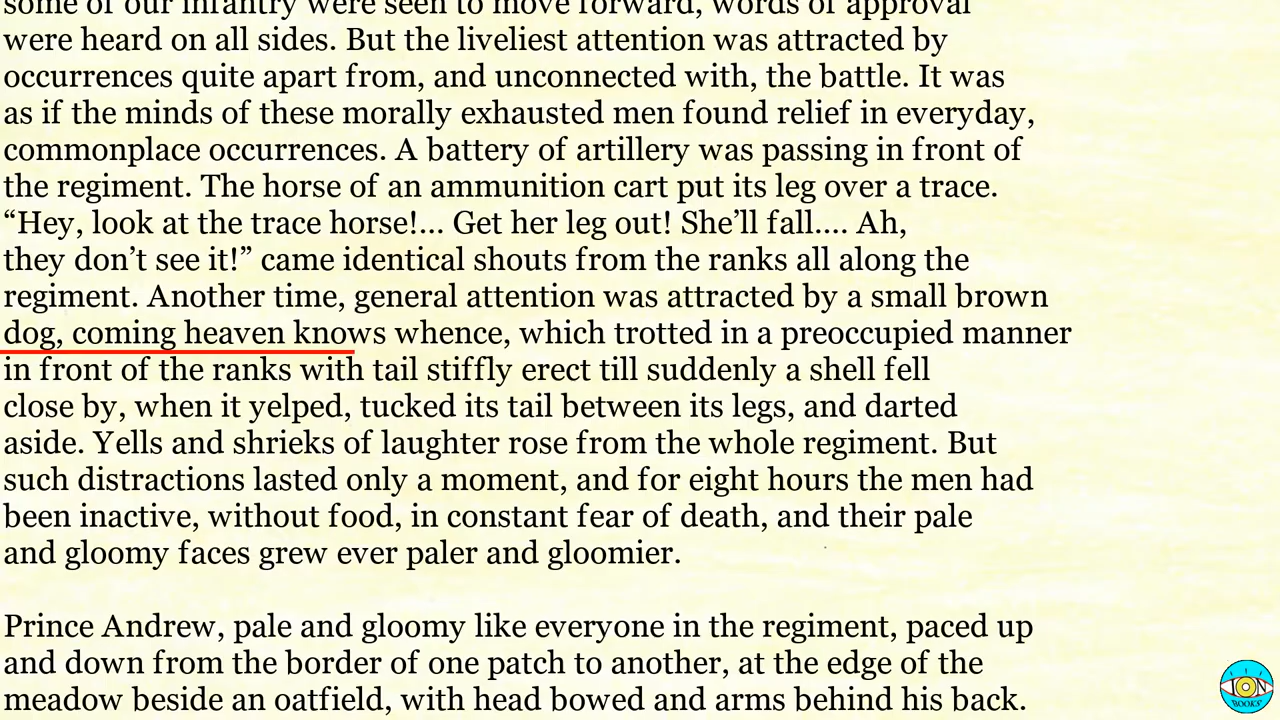 some of our infantry were seen to move forward, words of approval
were heard on all sides. But the liveliest attention was attracted by
occurrences quite apart from, and unconnected with, the battle. It was
as if the minds of these morally exhausted men found relief in everyday,
commonplace occurrences. A battery of artillery was passing in front of
the regiment. The horse of an ammunition cart put its leg over a trace.
“Hey, look at the trace horse!... Get her leg out! She’ll fall.... Ah,
they don’t see it!” came identical shouts from the ranks all along the
regiment. Another time, general attention was attracted by a small brown
dog, coming heaven knows whence, which trotted in a preoccupied manner
in front of the ranks with tail stiffly erect till suddenly a shell fell
close by, when it yelped, tucked its tail between its legs, and darted
aside. Yells and shrieks of laughter rose from the whole regiment. But
such distractions lasted only a moment, and for eight hours the men had
been inactive, without food, in constant fear of death, and their pale
and gloomy faces grew ever paler and gloomier.
Prince Andrew, pale and gloomy like everyone in the regiment, paced up
and down from the border of one patch to another, at the edge of the
meadow beside an oatfield, with head bowed and arms behind his back.
ION
BOOKS